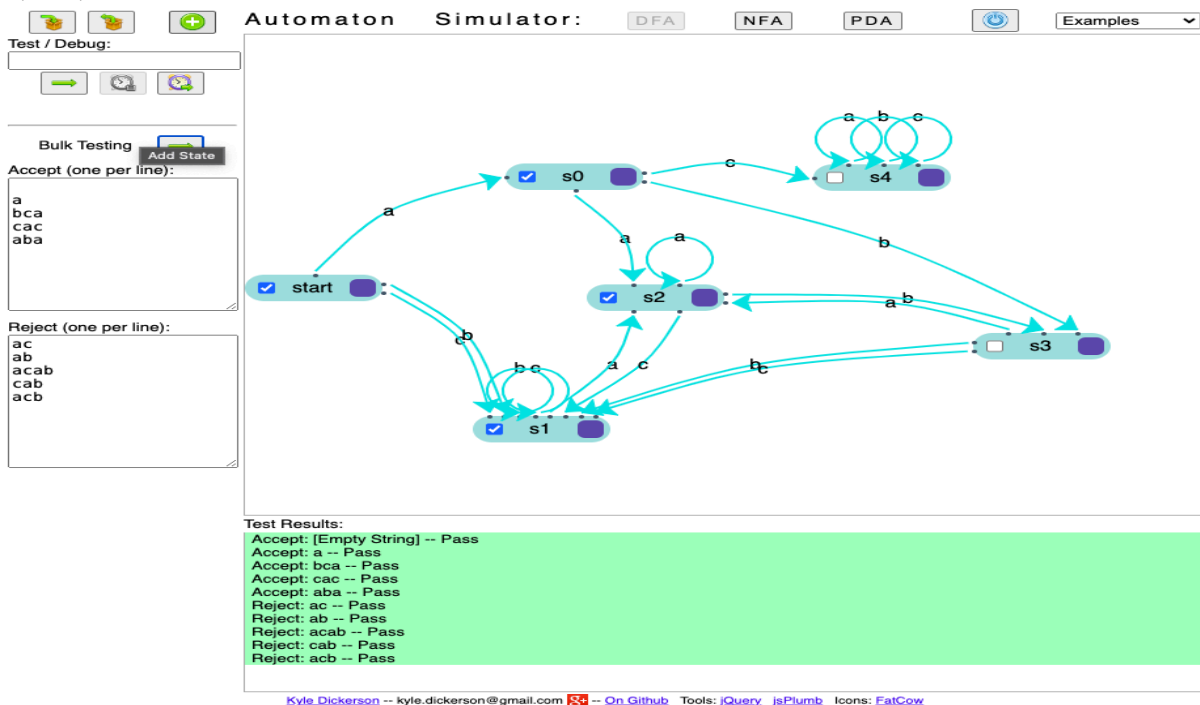 Automaton Simulator: DFA NFA PDA Examples
Test / Debug:
Bulk Testing
Add State
Accept (one per line):
a
bca
cac
aba
Reject (one per line):
ac
ab
acab
cab
acb
a b c
s0 c s4
a
a a b
start s2
a b
b s3
c
b c a c b
c
s1
Test Results:
Accept: [Empty String] -- Pass
Accept: a -- Pass
Accept: bca -- Pass
Accept: cac -- Pass
Accept: aba -- Pass
Reject: ac -- Pass
Reject: ab -- Pass
Reject: acab -- Pass
Reject: cab -- Pass
Reject: acb -- Pass
Kyle Dickerson -- kyle.dickerson@gmail.com g+ -- On Github Tools: jQuery jsPlumb Icons: FatCow